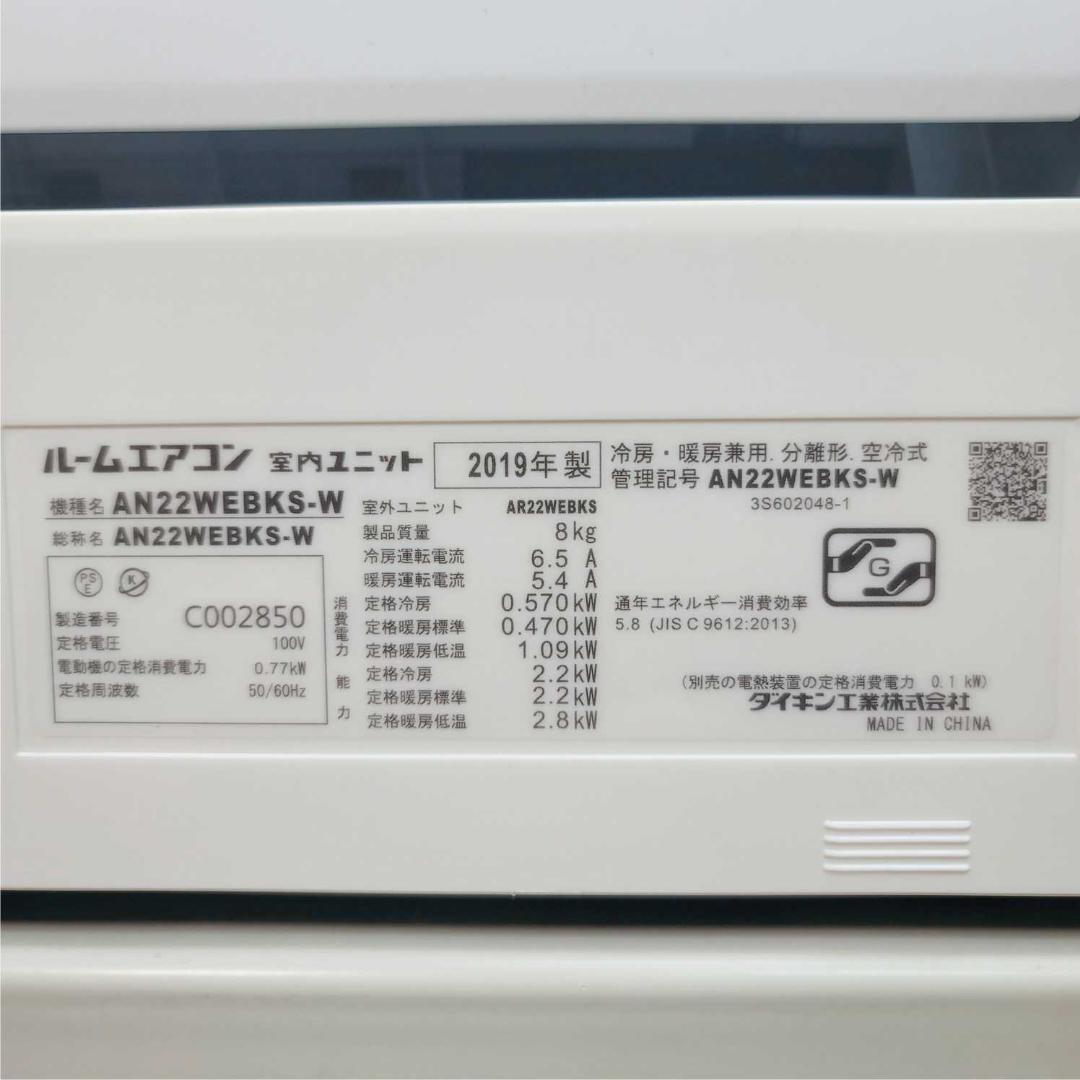 ルームエアコン 室内ユニット 2019年製
機種名 AN22WEBKS-W
総称名 AN22WEBKS-W
PS E
K
製造番号 C002850
定格電圧 100V
電動機の定格消費電力 0.77kW
定格周波数 50/60Hz
室外ユニット AR22WEBKS
製品質量 8kg
冷房運転電流 6.5 A
暖房運転電流 5.4 A
消費電力 定格冷房 0.570kW
定格暖房標準 0.470kW
定格暖房低温 1.09kW
能力 定格冷房 2.2kW
定格暖房標準 2.2kW
定格暖房低温 2.8kW
冷房・暖房兼用. 分離形. 空冷式
管理記号 AN22WEBKS-W
3S602048-1
G
通年エネルギー消費効率
5.8 (JIS C 9612:2013)
(別売の電熱装置の定格消費電力 0.1 kW)
ダイキン工業株式会社
MADE IN CHINA